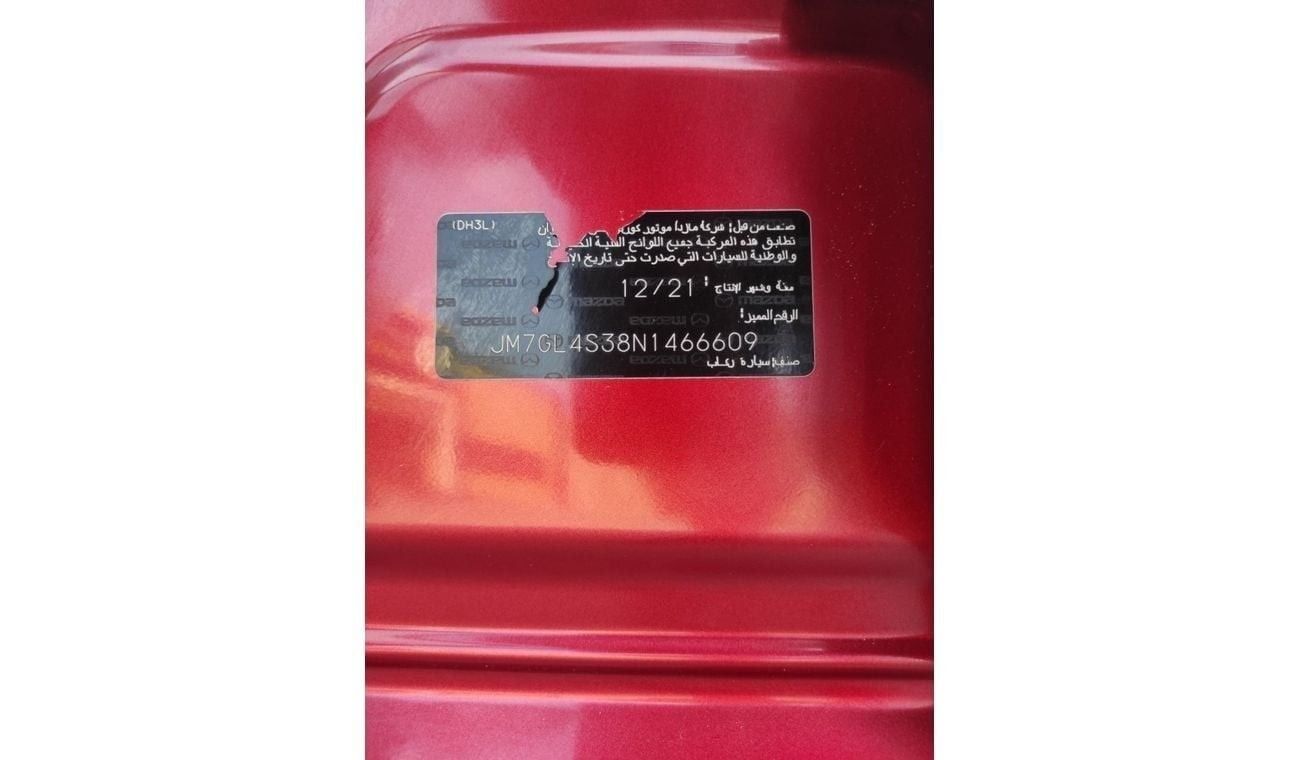 (DH3L)
صنعت من قبل: شركة مازدا موتور
تطابق هذه المركبة جميع اللوائح
والوطنية للسيارات التي صدرت حتى تاريخ
سنة وشهر الإنتاج : 12/21
الرقم المميز:
JM7GL4S38N1466609
صنف: سيارة ركاب